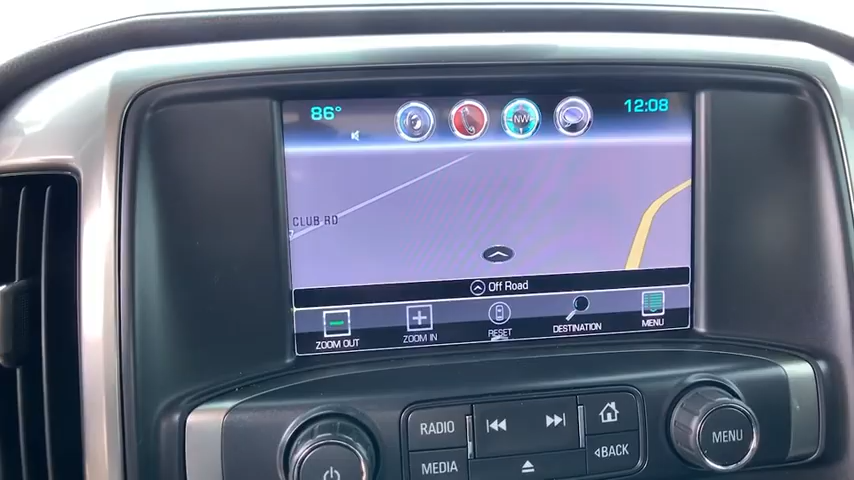 86° NW 12:08
CLUB RD
Off Road
ZOOM OUT ZOOM IN RESET DESTINATION MENU
RADIO
MENU
MEDIA BACK